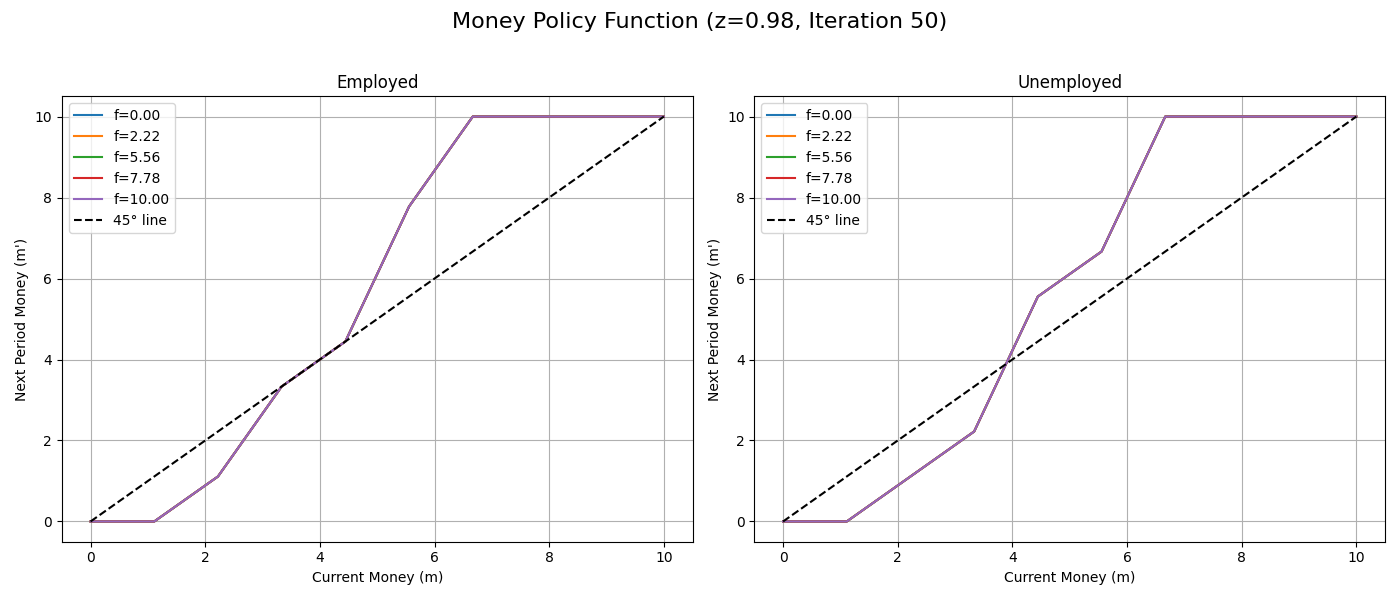 Money Policy Function (z=0.98, Iteration 50)
Employed
f=0.00
f=2.22
f=5.56
f=7.78
f=10.00
45° line
Next Period Money (m')
10
8
6
4
2
0
0 2 4 6 8 10
Current Money (m)
Unemployed
f=0.00
f=2.22
f=5.56
f=7.78
f=10.00
45° line
Next Period Money (m')
10
8
6
4
2
0
0 2 4 6 8 10
Current Money (m)